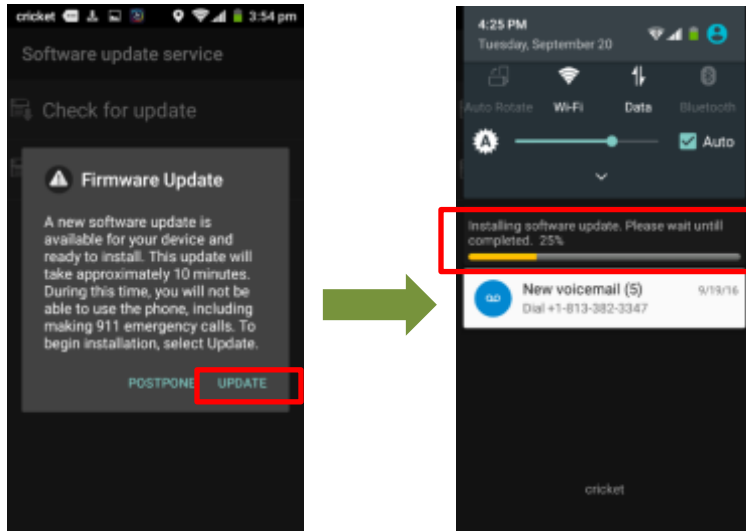 cricket 3:54 pm
Software update service
Check for update
Firmware Update
A new software update is
available for your device and
ready to install. This update will
take approximately 10 minutes.
During this time, you will not be
able to use the phone, including
making 911 emergency calls. To
begin installation, select Update.
POSTPONE UPDATE
4:25 PM
Tuesday, September 20
Auto Rotate Wi-Fi Data Bluetooth
A Auto
Installing software update. Please wait untill
completed. 25%
New voicemail (5) 9/19/16
Dial +1-813-382-3347
cricket